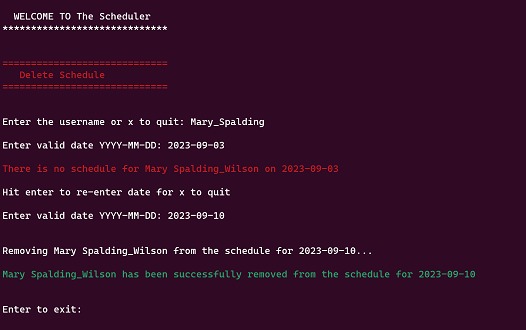 WELCOME TO The Scheduler
*****************************
=============================
Delete Schedule
=============================
Enter the username or x to quit: Mary_Spalding
Enter valid date YYYY-MM-DD: 2023-09-03
There is no schedule for Mary Spalding_Wilson on 2023-09-03
Hit enter to re-enter date for x to quit
Enter valid date YYYY-MM-DD: 2023-09-10
Removing Mary Spalding_Wilson from the schedule for 2023-09-10...
Mary Spalding_Wilson has been successfully removed from the schedule for 2023-09-10
Enter to exit: